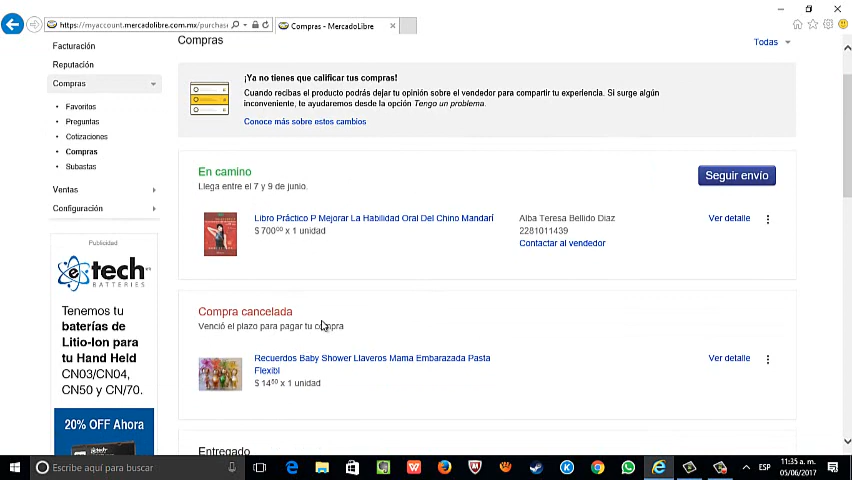 https://myaccount.mercadolibre.com.mx/purchase
Compras - MercadoLibre
Facturación
Reputación
Compras
Favoritos
Preguntas
Cotizaciones
Compras
Subastas
Ventas
Configuración
Publicidad
etech
BATTERIES
Tenemos tu
baterías de
Litio-Ion para
tu Hand Held
CN03/CN04,
CN50 y CN/70.
20% OFF Ahora
Compras
Todas
¡Ya no tienes que calificar tus compras!
Cuando recibas el producto podrás dejar tu opinión sobre el vendedor para compartir tu experiencia. Si surge algún
inconveniente, te ayudaremos desde la opción Tengo un problema.
Conoce más sobre estos cambios
En camino
Llega entre el 7 y 9 de junio.
Seguir envío
Libro Práctico P Mejorar La Habilidad Oral Del Chino Mandarí
$ 700⁰⁰ x 1 unidad
Alba Teresa Bellido Diaz
2281011439
Contactar al vendedor
Ver detalle
Compra cancelada
Venció el plazo para pagar tu compra
Recuerdos Baby Shower Llaveros Mama Embarazada Pasta
Flexibl
Ver detalle
Entregado
Escribe aquí para buscar
ESP
11:35 a. m.
05/06/2017